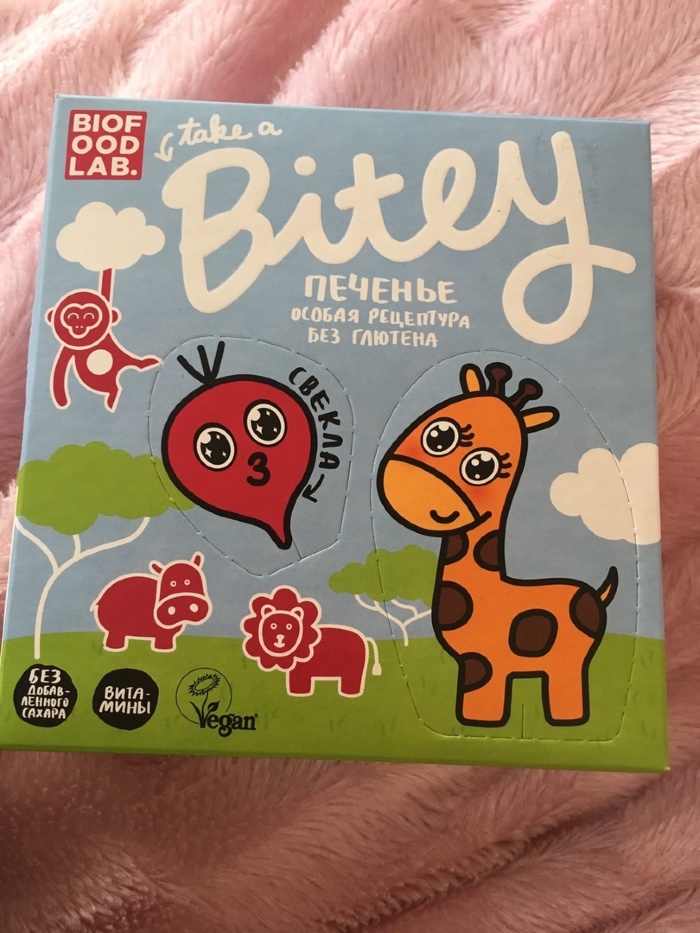 BIOF
OOD
LAB.
take a
Bitey
ПЕЧЕНЬЕ
ОСОБАЯ РЕЦЕПТУРА
БЕЗ ГЛЮТЕНА
СВЕКЛА
БЕЗ
ДОБАВ-
ЛЕННОГО
САХАРА
ВИТА-
МИНЫ
Vegan